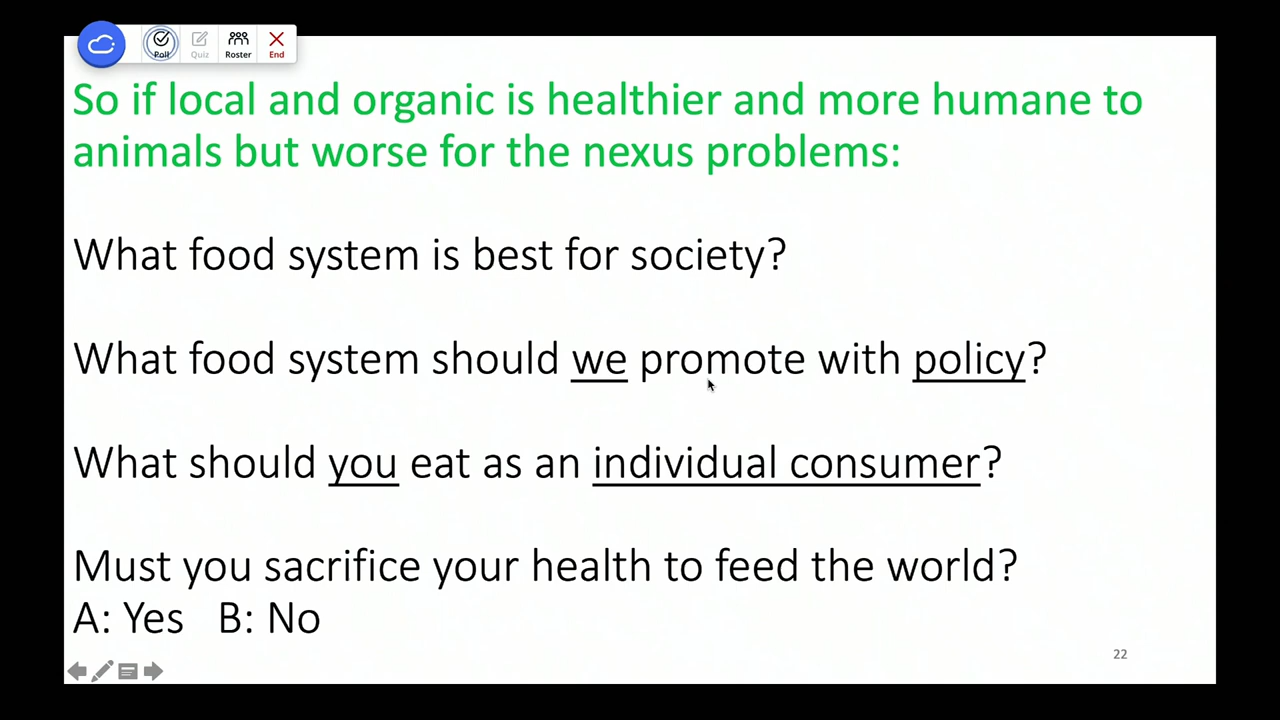 Poll Quiz Roster End
So if local and organic is healthier and more humane to
animals but worse for the nexus problems:
What food system is best for society?
What food system should we promote with policy?
What should you eat as an individual consumer?
Must you sacrifice your health to feed the world?
A: Yes B: No
22